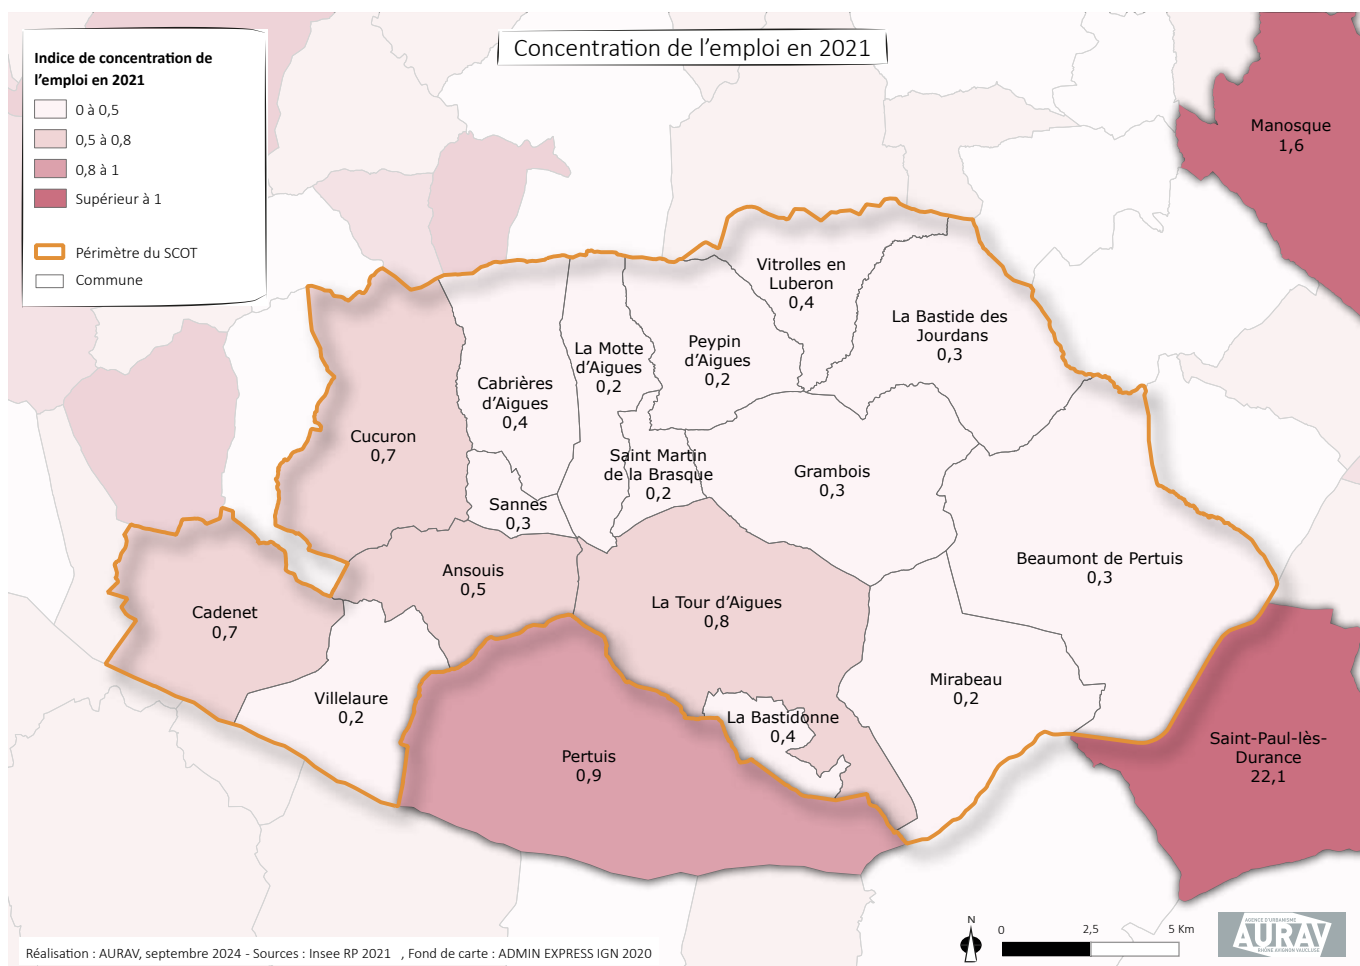 Concentration de l'emploi en 2021
Indice de concentration de
l'emploi en 2021
0 à 0,5
0,5 à 0,8
0,8 à 1
Supérieur à 1
Périmètre du SCOT
Commune
Manosque
1,6
Vitrolles en
Luberon
0,4
La Bastide des
Jourdans
0,3
La Motte
d'Aigues
0,2
Peypin
d'Aigues
0,2
Cabrières
d'Aigues
0,4
Cucuron
0,7
Saint Martin
de la Brasque
0,2
Grambois
0,3
Sannes
0,3
Beaumont de Pertuis
0,3
Ansouis
0,5
La Tour d'Aigues
0,8
Cadenet
0,7
Mirabeau
0,2
Villelaure
0,2
La Bastidonne
0,4
Pertuis
0,9
Saint-Paul-lès-
Durance
22,1
N
0 2,5 5 Km
AGENCE D'URBANISME
AURAV
RHÔNE AVIGNON VAUCLUSE
Réalisation : AURAV, septembre 2024 - Sources : Insee RP 2021 , Fond de carte : ADMIN EXPRESS IGN 2020